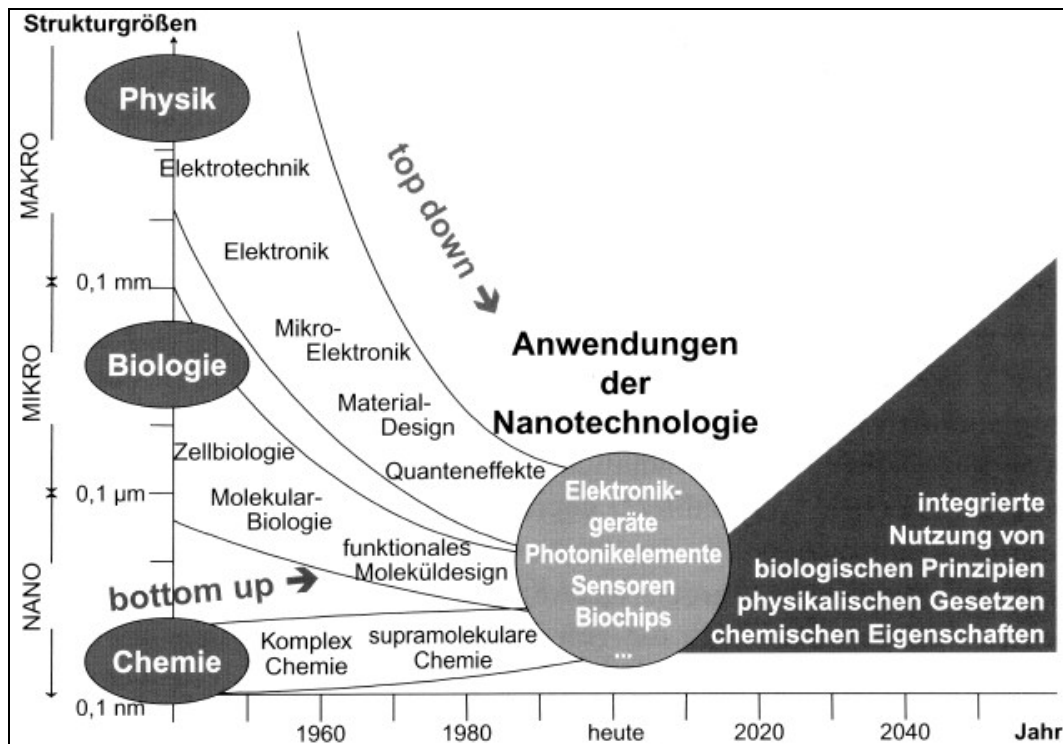 Strukturgrößen
Physik
MAKRO
Elektrotechnik
top down
Elektronik
0,1 mm
Mikro-
Elektronik
Anwendungen
der
Nanotechnologie
MIKRO
Biologie
Material-
Design
Zellbiologie
Quanteneffekte
0,1 µm
Molekular-
Biologie
Elektronik-
geräte
Photonikelemente
Sensoren
Biochips
...
integrierte
Nutzung von
biologischen Prinzipien
physikalischen Gesetzen
chemischen Eigenschaften
funktionales
Moleküldesign
NANO
bottom up
Chemie
Komplex
Chemie
supramolekulare
Chemie
0,1 nm
1960
1980
heute
2020
2040
Jahr